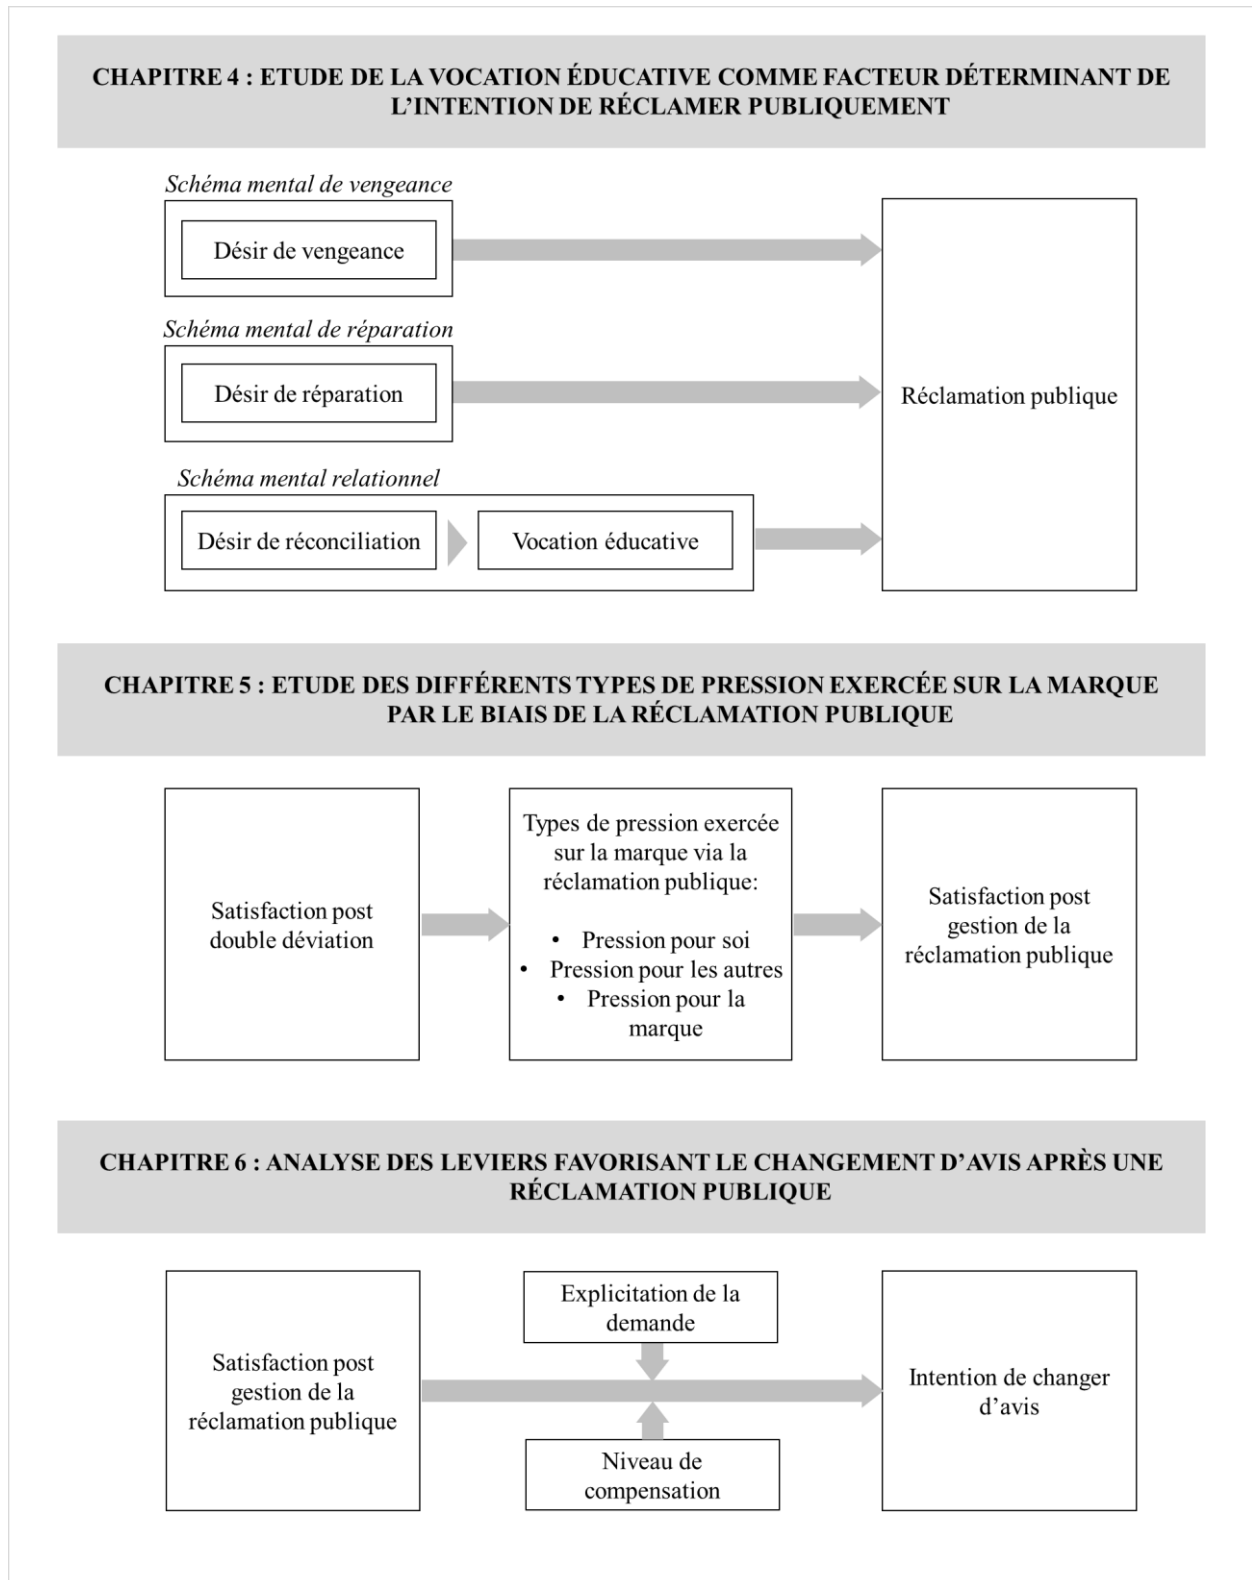 CHAPITRE 4 : ETUDE DE LA VOCATION ÉDUCATIVE COMME FACTEUR DÉTERMINANT DE
L’INTENTION DE RÉCLAMER PUBLIQUEMENT
Schéma mental de vengeance
Désir de vengeance
Schéma mental de réparation
Désir de réparation
Réclamation publique
Schéma mental relationnel
Désir de réconciliation
Vocation éducative
CHAPITRE 5 : ETUDE DES DIFFÉRENTS TYPES DE PRESSION EXERCÉE SUR LA MARQUE
PAR LE BIAIS DE LA RÉCLAMATION PUBLIQUE
Satisfaction post
double déviation
Types de pression exercée
sur la marque via la
réclamation publique:
• Pression pour soi
• Pression pour les autres
• Pression pour la
marque
Satisfaction post
gestion de la
réclamation publique
CHAPITRE 6 : ANALYSE DES LEVIERS FAVORISANT LE CHANGEMENT D’AVIS APRÈS UNE
RÉCLAMATION PUBLIQUE
Satisfaction post
gestion de la
réclamation publique
Explicitation de la
demande
Niveau de
compensation
Intention de changer
d’avis